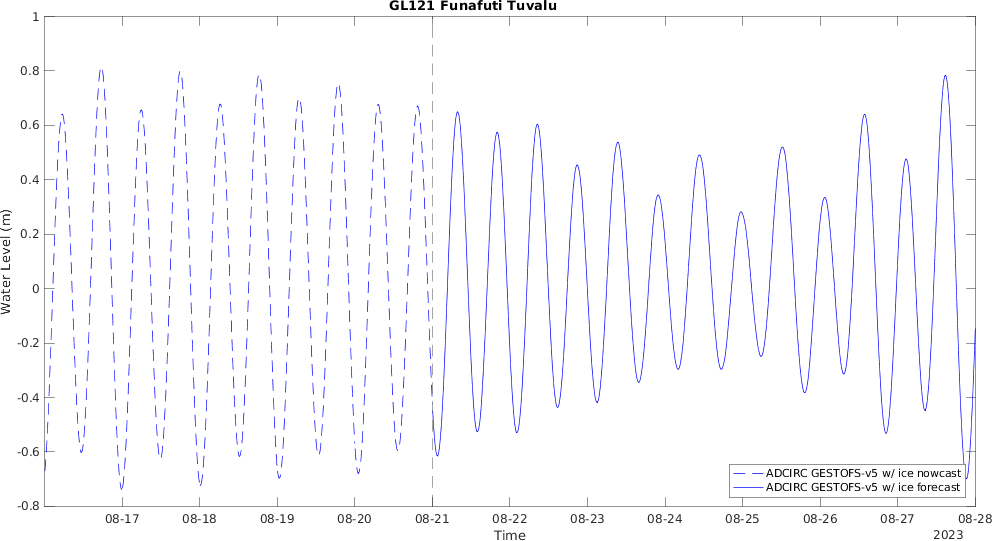 GL121 Funafuti Tuvalu
1
0.8
0.6
0.4
0.2
0
-0.2
-0.4
-0.6
-0.8
Water Level (m)
ADCIRC GESTOFS-v5 w/ ice nowcast
ADCIRC GESTOFS-v5 w/ ice forecast
08-17 08-18 08-19 08-20 08-21 08-22 08-23 08-24 08-25 08-26 08-27 08-28
Time
2023